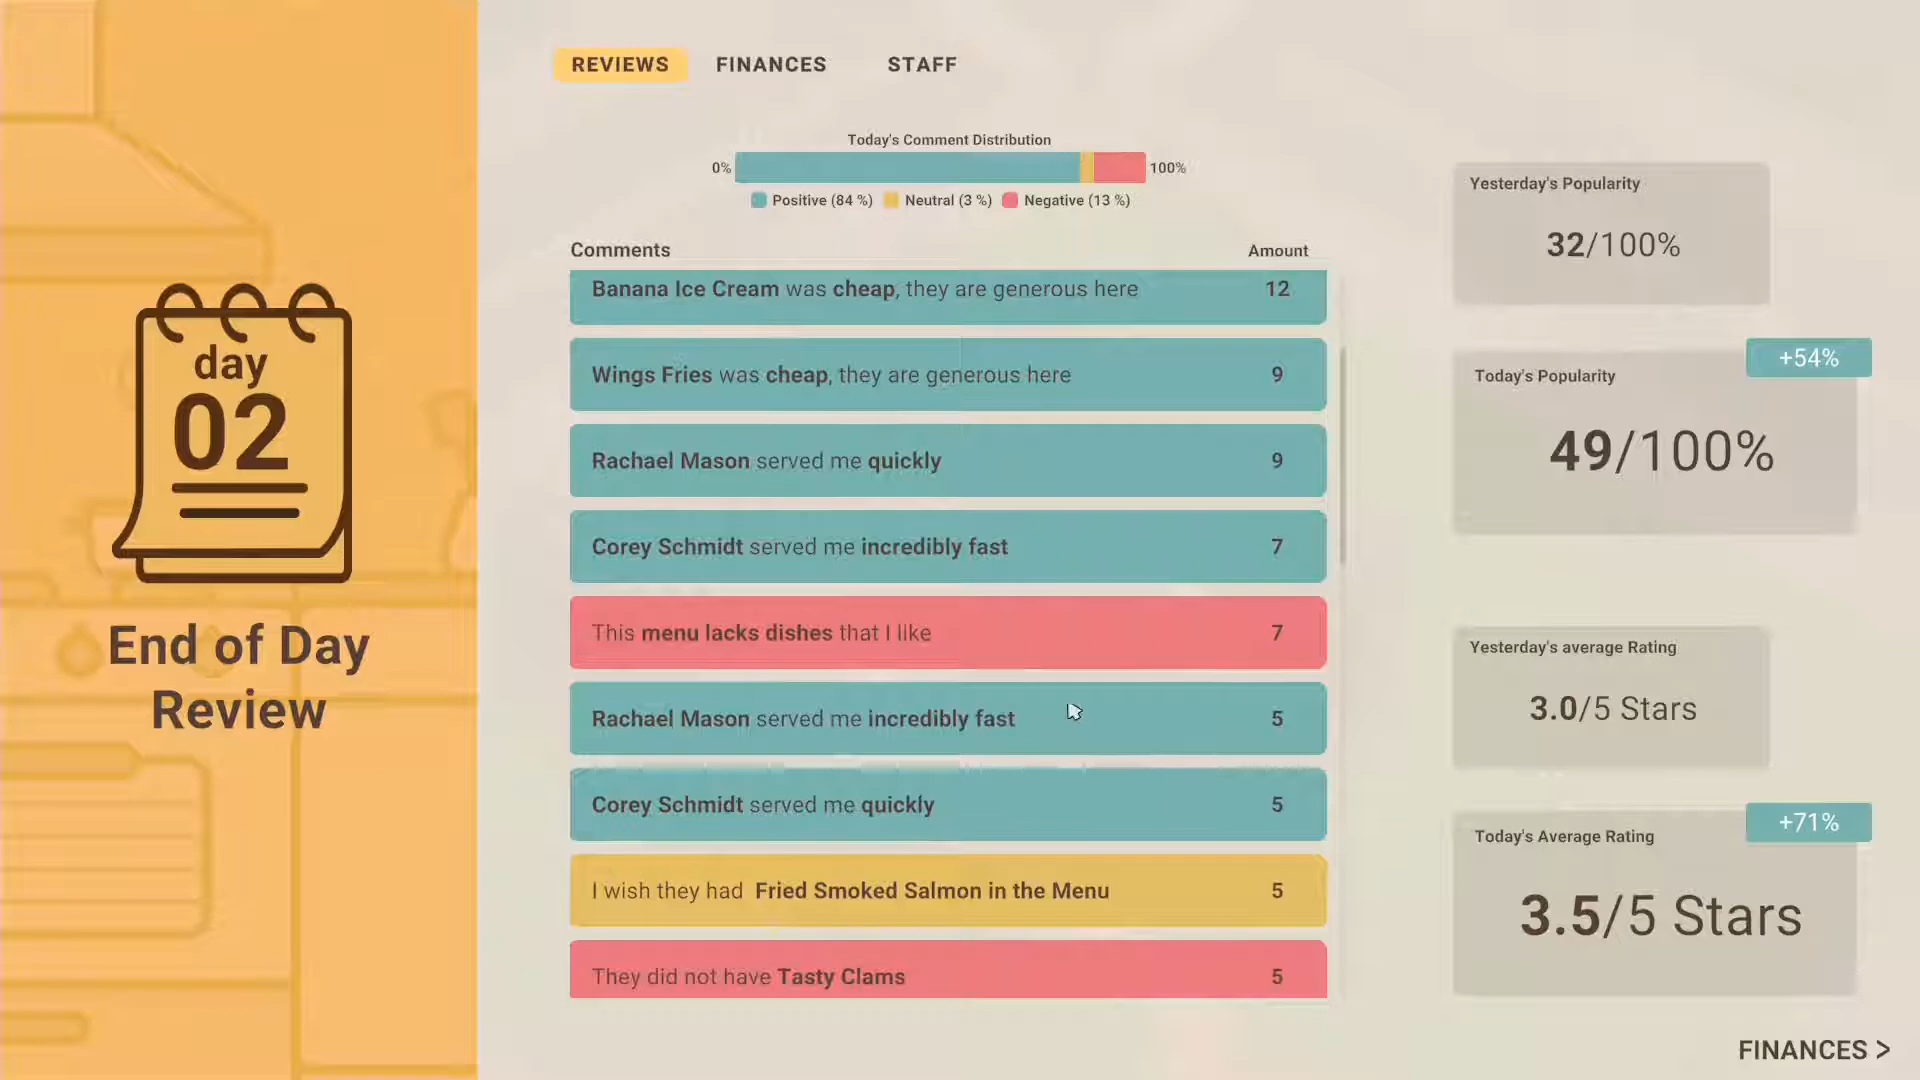 day
02
End of Day
Review
REVIEWS
FINANCES
STAFF
Today's Comment Distribution
0%
100%
Positive (84 %)
Neutral (3 %)
Negative (13 %)
Comments
Amount
Banana Ice Cream was cheap, they are generous here 12
Wings Fries was cheap, they are generous here 9
Rachael Mason served me quickly 9
Corey Schmidt served me incredibly fast 7
This menu lacks dishes that I like 7
Rachael Mason served me incredibly fast 5
Corey Schmidt served me quickly 5
I wish they had Fried Smoked Salmon in the Menu 5
They did not have Tasty Clams 5
Yesterday's Popularity
32/100%
+54%
Today's Popularity
49/100%
Yesterday's average Rating
3.0/5 Stars
+71%
Today's Average Rating
3.5/5 Stars
FINANCES >